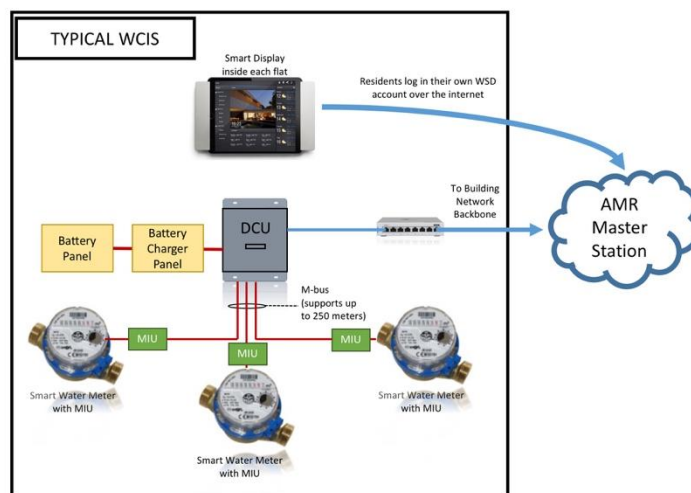 TYPICAL WCIS
Smart Display
inside each flat
Residents log in their own WSD
account over the internet
To Building
Network
Backbone
AMR
Master
Station
DCU
Battery
Panel
Battery
Charger
Panel
M-bus
(supports up
to 250 meters)
MIU
MIU
MIU
Smart Water Meter
with MIU
Smart Water Meter
with MIU
Smart Water Meter
with MIU